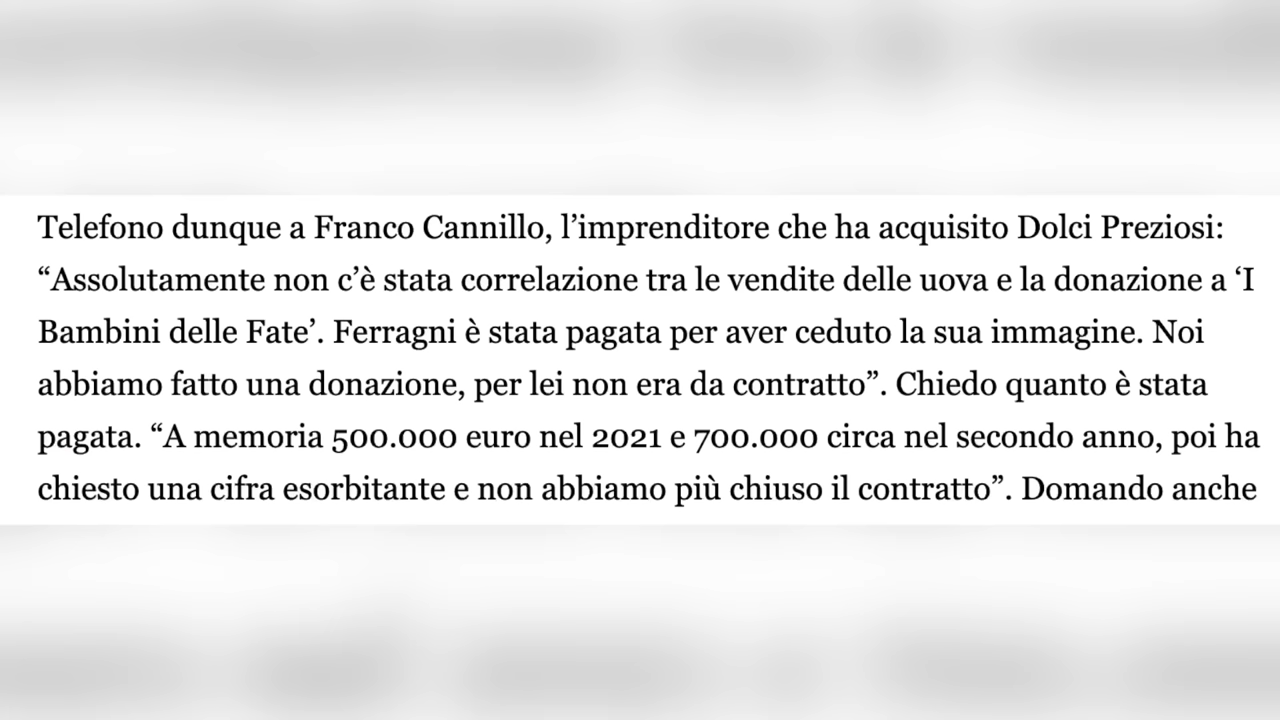 Telefono dunque a Franco Cannillo, l’imprenditore che ha acquisito Dolci Preziosi:
“Assolutamente non c’è stata correlazione tra le vendite delle uova e la donazione a ‘I
Bambini delle Fate’. Ferragni è stata pagata per aver ceduto la sua immagine. Noi
abbiamo fatto una donazione, per lei non era da contratto”. Chiedo quanto è stata
pagata. “A memoria 500.000 euro nel 2021 e 700.000 circa nel secondo anno, poi ha
chiesto una cifra esorbitante e non abbiamo più chiuso il contratto”. Domando anche